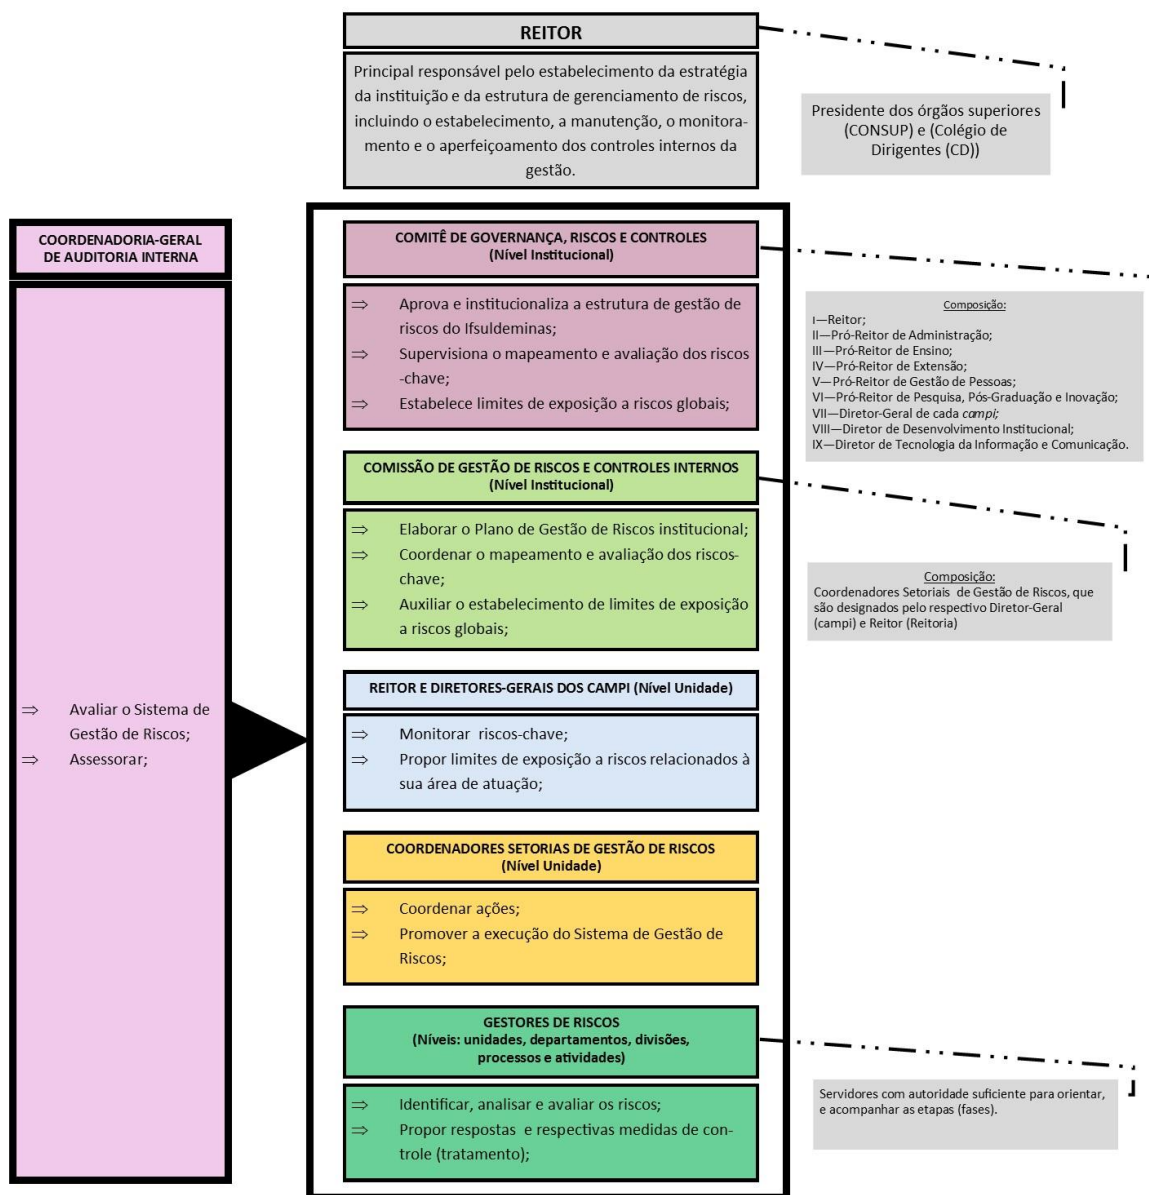 REITOR
Principal responsável pelo estabelecimento da estratégia
da instituição e da estrutura de gerenciamento de riscos,
incluindo o estabelecimento, a manutenção, o monitora-
mento e o aperfeiçoamento dos controles internos da
gestão.
Presidente dos órgãos superiores
(CONSUP) e (Colégio de
Dirigentes (CD))
COORDENADORIA-GERAL
DE AUDITORIA INTERNA
⇒ Avaliar o Sistema de
Gestão de Riscos;
⇒ Assessorar;
COMITÊ DE GOVERNANÇA, RISCOS E CONTROLES
(Nível Institucional)
⇒ Aprova e institucionaliza a estrutura de gestão de
riscos do Ifsuldeminas;
⇒ Supervisiona o mapeamento e avaliação dos riscos
-chave;
⇒ Estabelece limites de exposição a riscos globais;
Composição:
I—Reitor;
II—Pró-Reitor de Administração;
III—Pró-Reitor de Ensino;
IV—Pró-Reitor de Extensão;
V—Pró-Reitor de Gestão de Pessoas;
VI—Pró-Reitor de Pesquisa, Pós-Graduação e Inovação;
VII—Diretor-Geral de cada campi;
VIII—Diretor de Desenvolvimento Institucional;
IX—Diretor de Tecnologia da Informação e Comunicação.
COMISSÃO DE GESTÃO DE RISCOS E CONTROLES INTERNOS
(Nível Institucional)
⇒ Elaborar o Plano de Gestão de Riscos institucional;
⇒ Coordenar o mapeamento e avaliação dos riscos-
chave;
⇒ Auxiliar o estabelecimento de limites de exposição
a riscos globais;
Composição:
Coordenadores Setoriais de Gestão de Riscos, que
são designados pelo respectivo Diretor-Geral
(campi) e Reitor (Reitoria)
REITOR E DIRETORES-GERAIS DOS CAMPI (Nível Unidade)
⇒ Monitorar riscos-chave;
⇒ Propor limites de exposição a riscos relacionados à
sua área de atuação;
COORDENADORES SETORIAS DE GESTÃO DE RISCOS
(Nível Unidade)
⇒ Coordenar ações;
⇒ Promover a execução do Sistema de Gestão de
Riscos;
GESTORES DE RISCOS
(Níveis: unidades, departamentos, divisões,
processos e atividades)
⇒ Identificar, analisar e avaliar os riscos;
⇒ Propor respostas e respectivas medidas de con-
trole (tratamento);
Servidores com autoridade suficiente para orientar,
e acompanhar as etapas (fases).